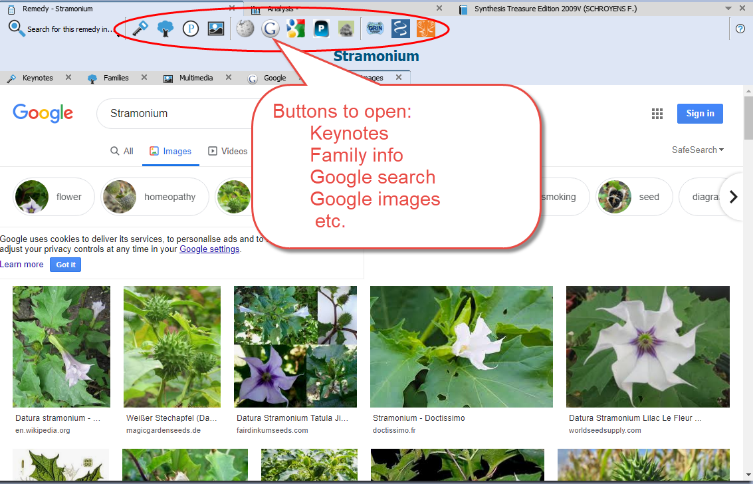 Remedy - Stramonium
Analysis -
Synthesis Treasure Edition 2009V (SCHROYENS F.)
Search for this remedy in...
P
G
P
GRIN
Stramonium
Keynotes
Families
Multimedia
Google
ages
Buttons to open:
Keynotes
Family info
Google search
Google images
etc.
Google
Stramonium
Sign in
All
Images
Videos
SafeSearch
flower
homeopathy
smoking
seed
diagra
Google uses cookies to deliver its services, to personalise ads and to
adjust your privacy controls at any time in your Google settings.
Learn more
Got it
Datura stramonium - ...
en.wikipedia.org
Weißer Stechapfel (Da...
magicgardenseeds.de
Datura Stramonium Tatula Ji...
fairdinkumseeds.com
Stramonium - Doctissimo
doctissimo.fr
Datura Stramonium Lilac Le Fleur ...
worldseedsupply.com